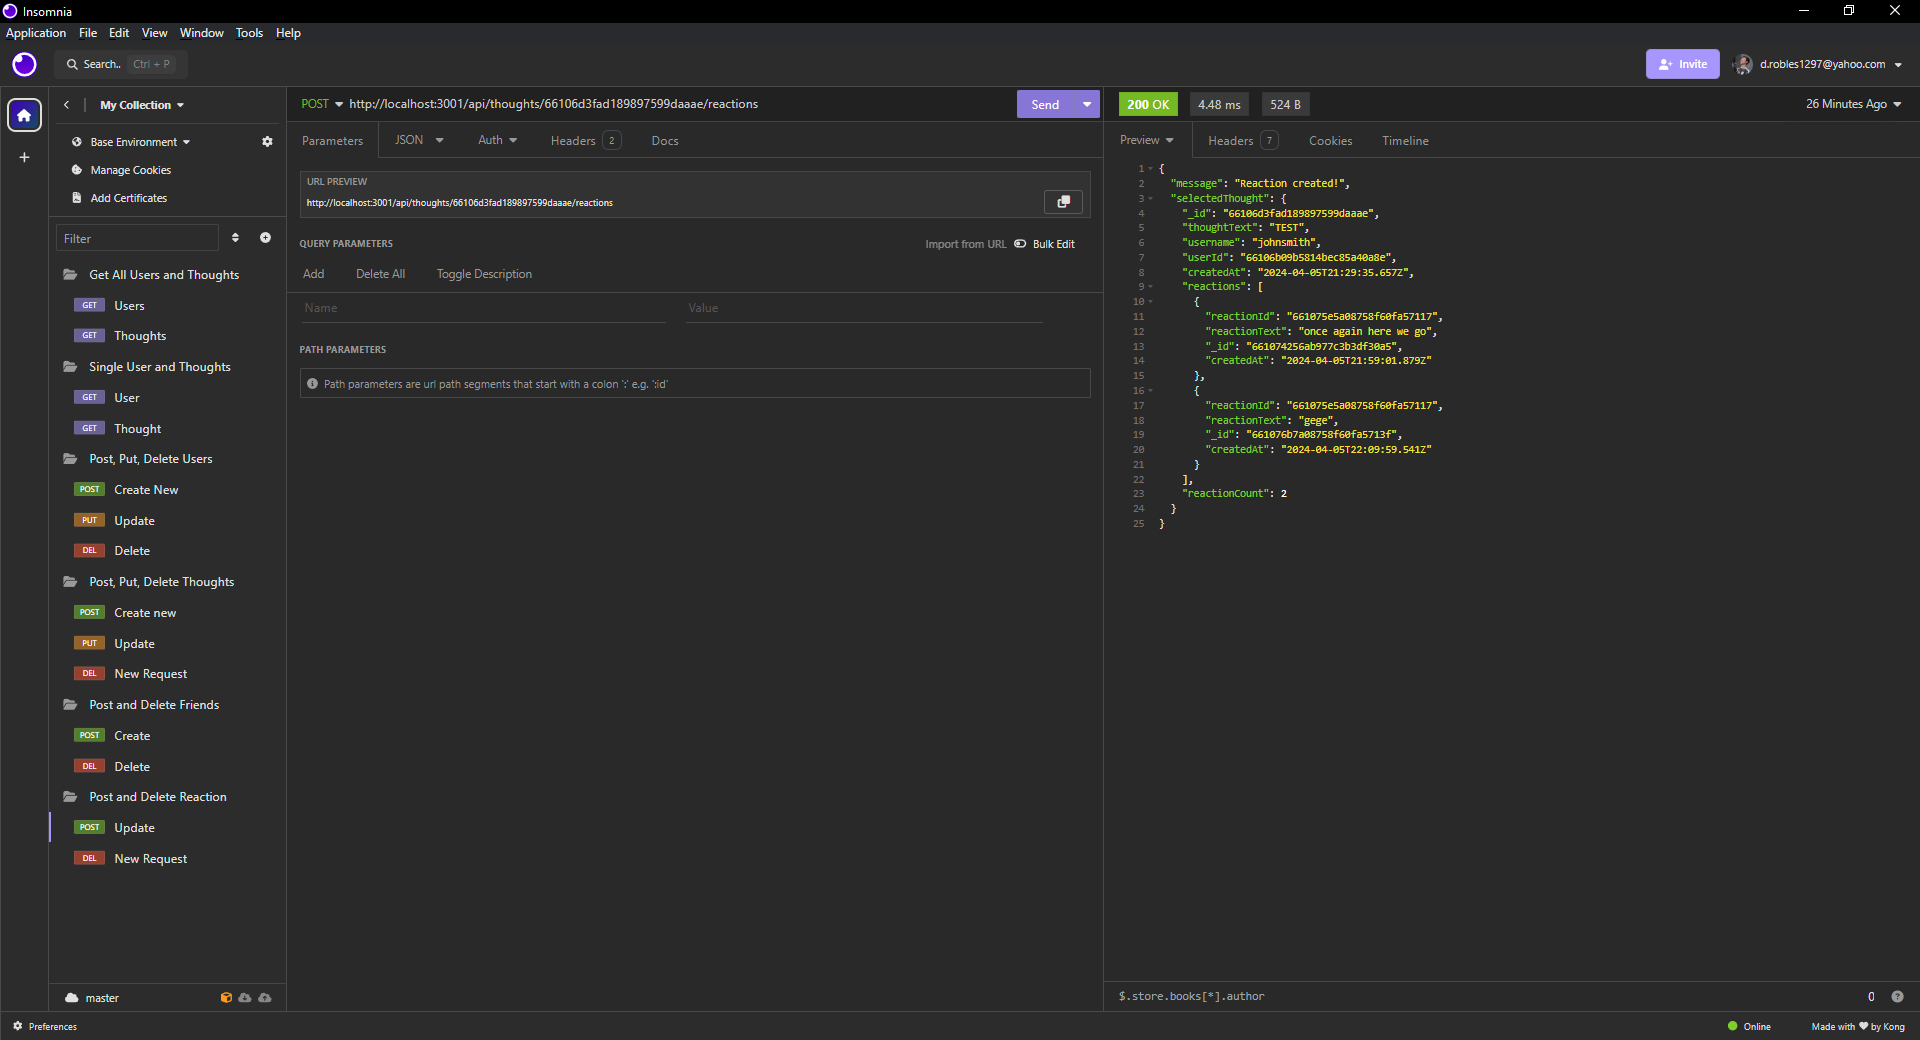 Insomnia
Application File Edit View Window Tools Help
Search.. Ctrl + P
Invite
d.robles1297@yahoo.com
My Collection
Base Environment
Manage Cookies
Add Certificates
Filter
Get All Users and Thoughts
GET Users
GET Thoughts
Single User and Thoughts
GET User
GET Thought
Post, Put, Delete Users
POST Create New
PUT Update
DEL Delete
Post, Put, Delete Thoughts
POST Create new
PUT Update
DEL New Request
Post and Delete Friends
POST Create
DEL Delete
Post and Delete Reaction
POST Update
DEL New Request
master
POST http://localhost:3001/api/thoughts/66106d3fad189897599daaae/reactions Send
Parameters JSON Auth Headers 2 Docs
URL PREVIEW
http://localhost:3001/api/thoughts/66106d3fad189897599daaae/reactions
QUERY PARAMETERS Import from URL Bulk Edit
Add Delete All Toggle Description
Name Value
PATH PARAMETERS
Path parameters are url path segments that start with a colon ':' e.g. ':id'
200 OK 4.48 ms 524 B 26 Minutes Ago
Preview Headers 7 Cookies Timeline
1 {
2 "message": "Reaction created!",
3 "selectedThought": {
4 "_id": "66106d3fad189897599daaae",
5 "thoughtText": "TEST",
6 "username": "johnsmith",
7 "userId": "66106b09b5814bec85a40a8e",
8 "createdAt": "2024-04-05T21:29:35.657Z",
9 "reactions": [
10 {
11 "reactionId": "661075e5a08758f60fa57117",
12 "reactionText": "once again here we go",
13 "_id": "661074256ab977c3b3df30a5",
14 "createdAt": "2024-04-05T21:59:01.879Z"
15 },
16 {
17 "reactionId": "661075e5a08758f60fa57117",
18 "reactionText": "gege",
19 "_id": "661076b7a08758f60fa5713f",
20 "createdAt": "2024-04-05T22:09:59.541Z"
21 }
22 ],
23 "reactionCount": 2
24 }
25 }
$.store.books[*].author 0
Preferences
Online
Made with ♥ by Kong